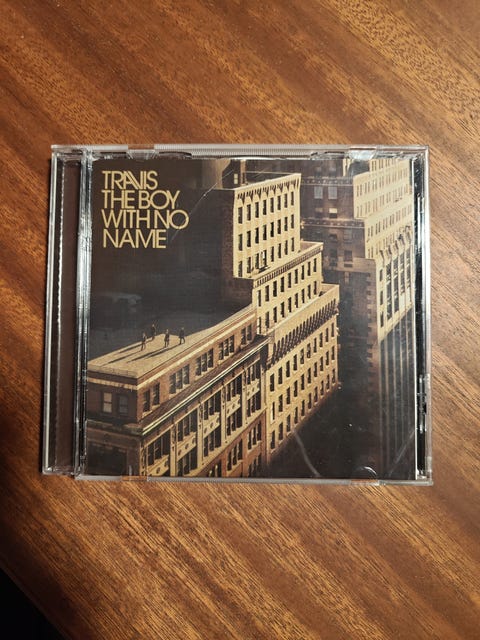 TRAVIS
THE BOY
WITH NO
NAME